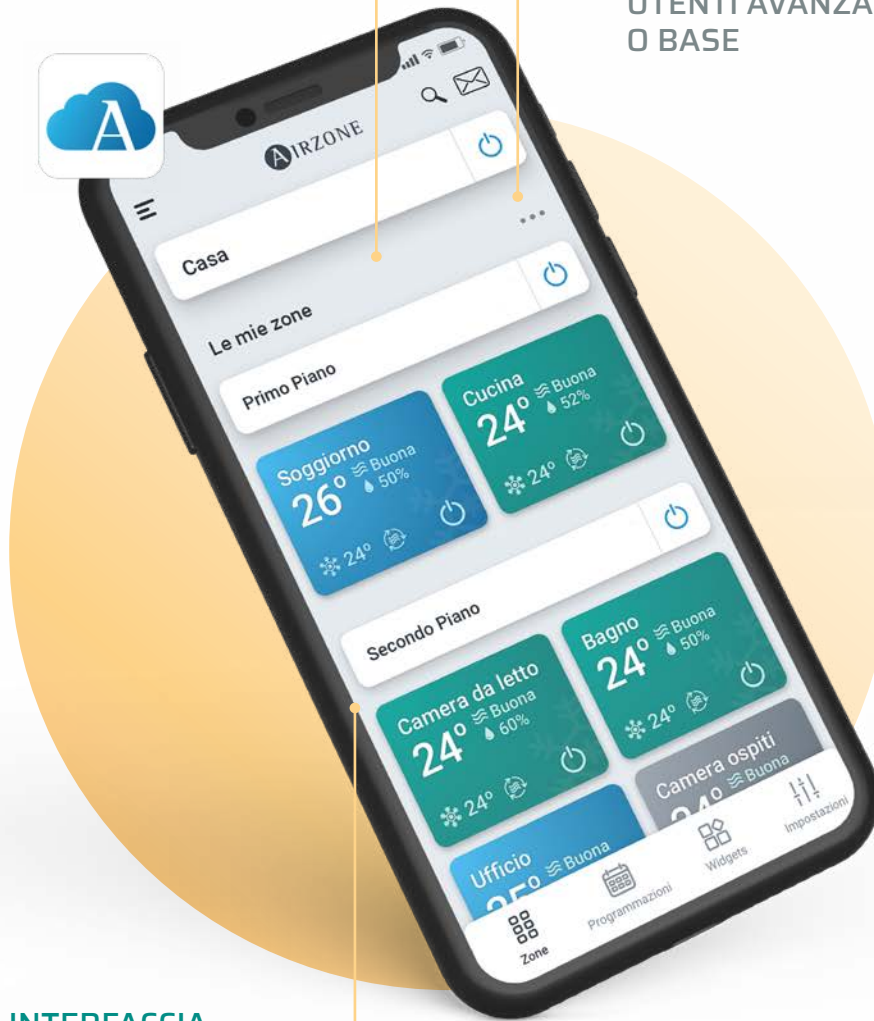 UTENTI AVANZA
O BASE
A
AIRZONE
Casa
Le mie zone
Primo Piano
Soggiorno
26° Buona
50%
24°
Cucina
24° Buona
52%
24°
Secondo Piano
Camera da letto
24° Buona
60%
24°
Bagno
24° Buona
50%
24°
Ufficio
25° Buona
Camera ospiti
24° Buona
Zone
Programmazioni
Widgets
Impostazioni
INTERFACCIA